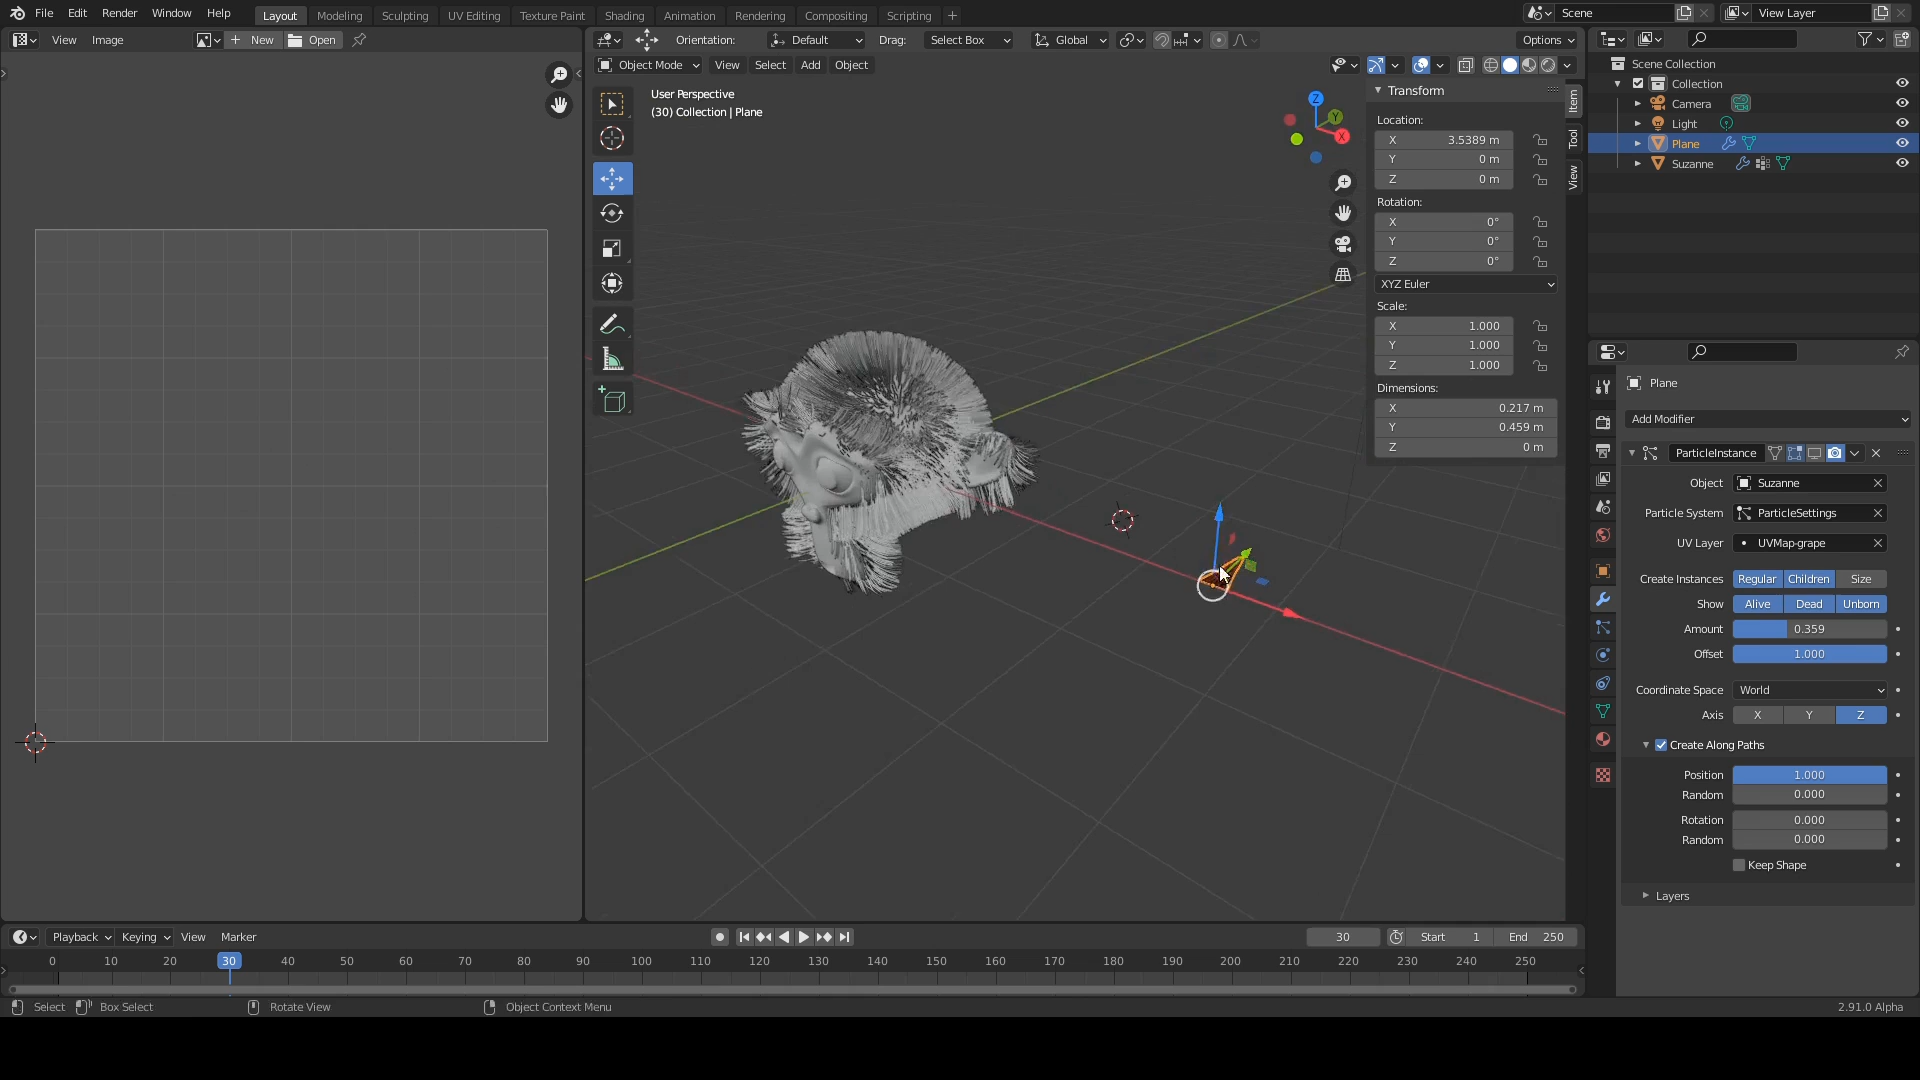 File Edit Render Window Help Layout Modeling Sculpting UV Editing Texture Paint Shading Animation Rendering Compositing Scripting + Scene View Layer
View Image + New Open Orientation: Default Drag: Select Box Global Options
Object Mode View Select Add Object
User Perspective
(30) Collection | Plane
Z
Y
X
Transform
Location:
X 3.5389 m
Y 0 m
Z 0 m
Rotation:
X 0°
Y 0°
Z 0°
XYZ Euler
Scale:
X 1.000
Y 1.000
Z 1.000
Dimensions:
X 0.217 m
Y 0.459 m
Z 0 m
Item
Tool
View
Scene Collection
Collection
Camera
Light
Plane
Suzanne
Plane
Add Modifier
ParticleInstance
Object Suzanne
Particle System ParticleSettings
UV Layer UVMap-grape
Create Instances Regular Children Size
Show Alive Dead Unborn
Amount 0.359
Offset 1.000
Coordinate Space World
Axis X Y Z
Create Along Paths
Position 1.000
Random 0.000
Rotation 0.000
Random 0.000
Keep Shape
Layers
Playback Keying View Marker 30 Start 1 End 250
0 10 20 30 40 50 60 70 80 90 100 110 120 130 140 150 160 170 180 190 200 210 220 230 240 250
Select Box Select Rotate View Object Context Menu 2.91.0 Alpha